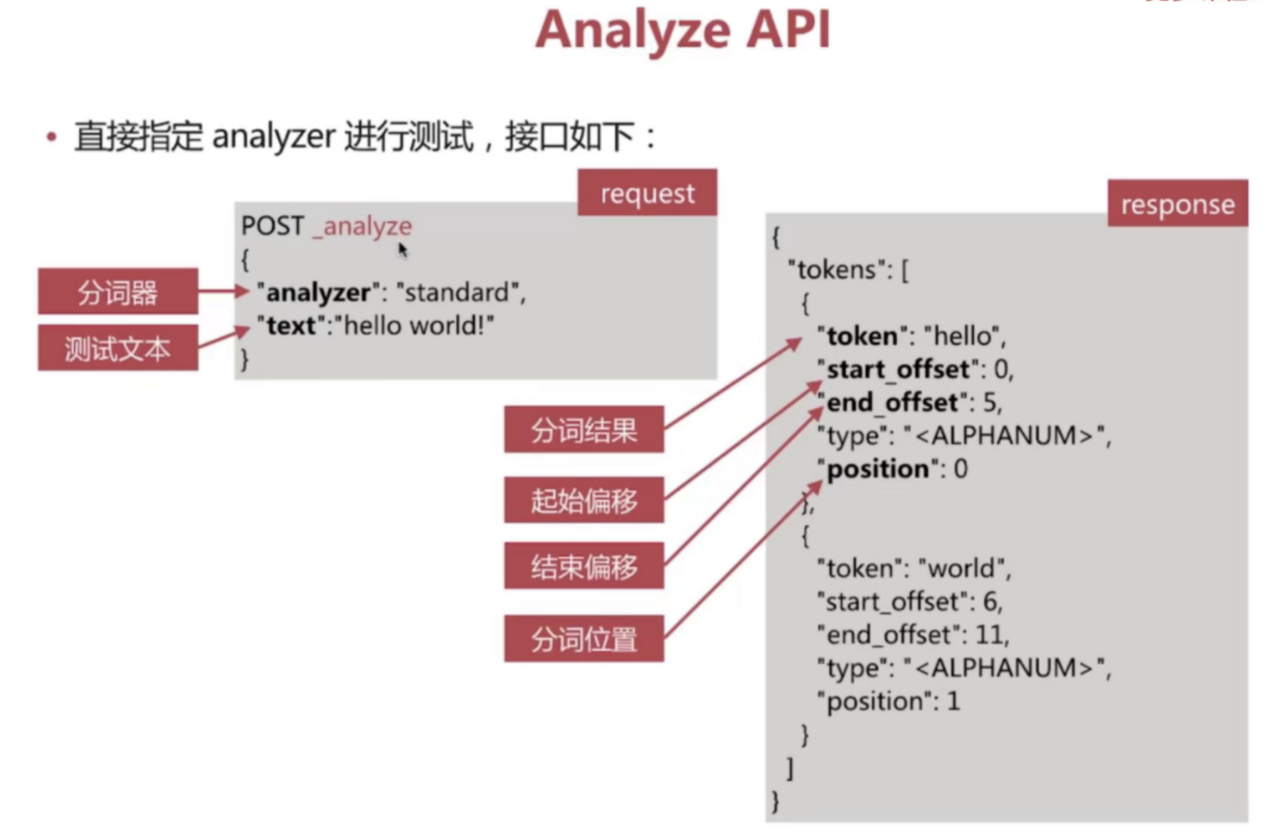 Analyze API
• 直接指定 analyzer 进行测试，接口如下：
request
POST _analyze
{
"analyzer": "standard",
"text":"hello world!"
}
分词器
测试文本
分词结果
起始偏移
结束偏移
分词位置
response
{
"tokens": [
{
"token": "hello",
"start_offset": 0,
"end_offset": 5,
"type": "<ALPHANUM>",
"position": 0
},
{
"token": "world",
"start_offset": 6,
"end_offset": 11,
"type": "<ALPHANUM>",
"position": 1
}
]
}